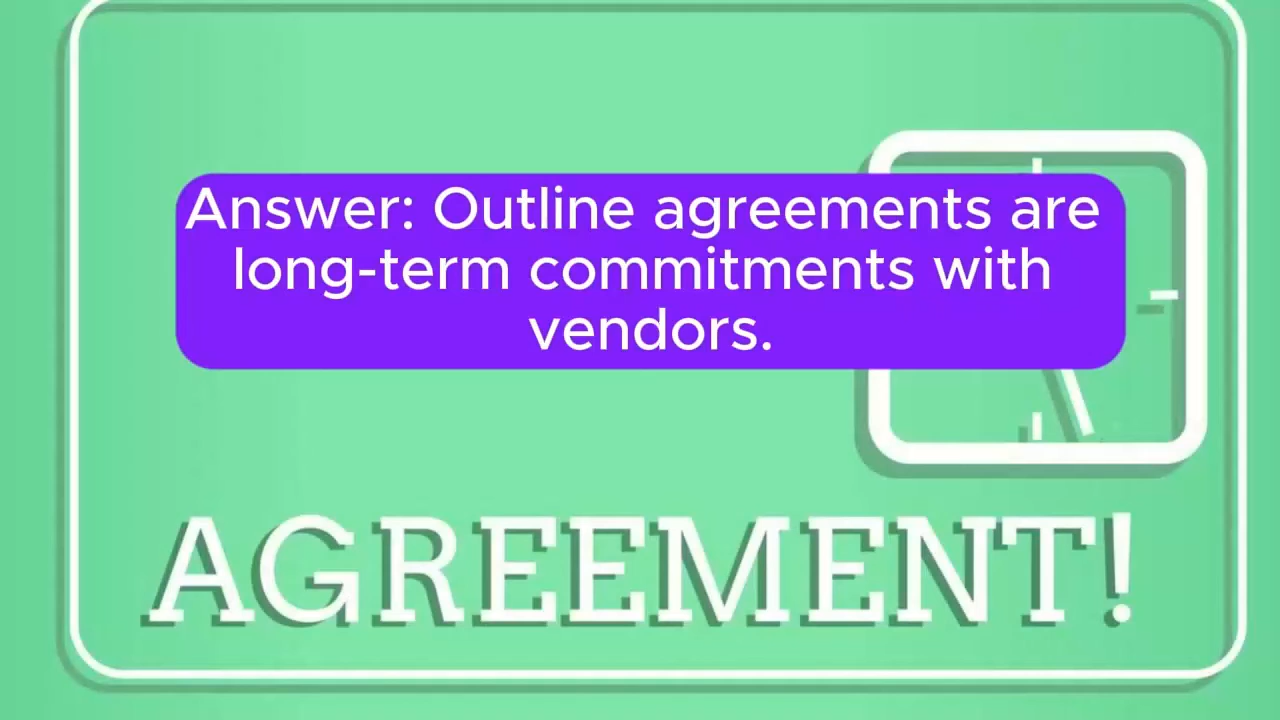 Answer: Outline agreements are
long-term commitments with
vendors.
AGREEMENT!